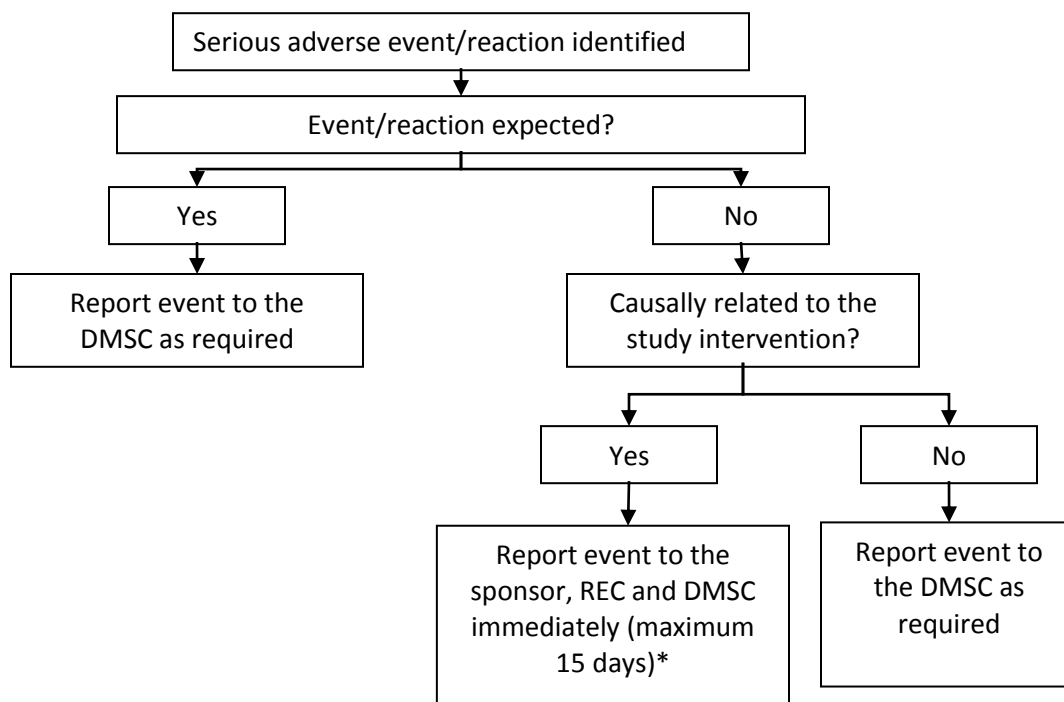 Serious adverse event/reaction identified
Event/reaction expected?
Yes
No
Report event to the
DMSC as required
Causally related to the
study intervention?
Yes
No
Report event to the
sponsor, REC and DMSC
immediately (maximum
15 days)*
Report event to
the DMSC as
required